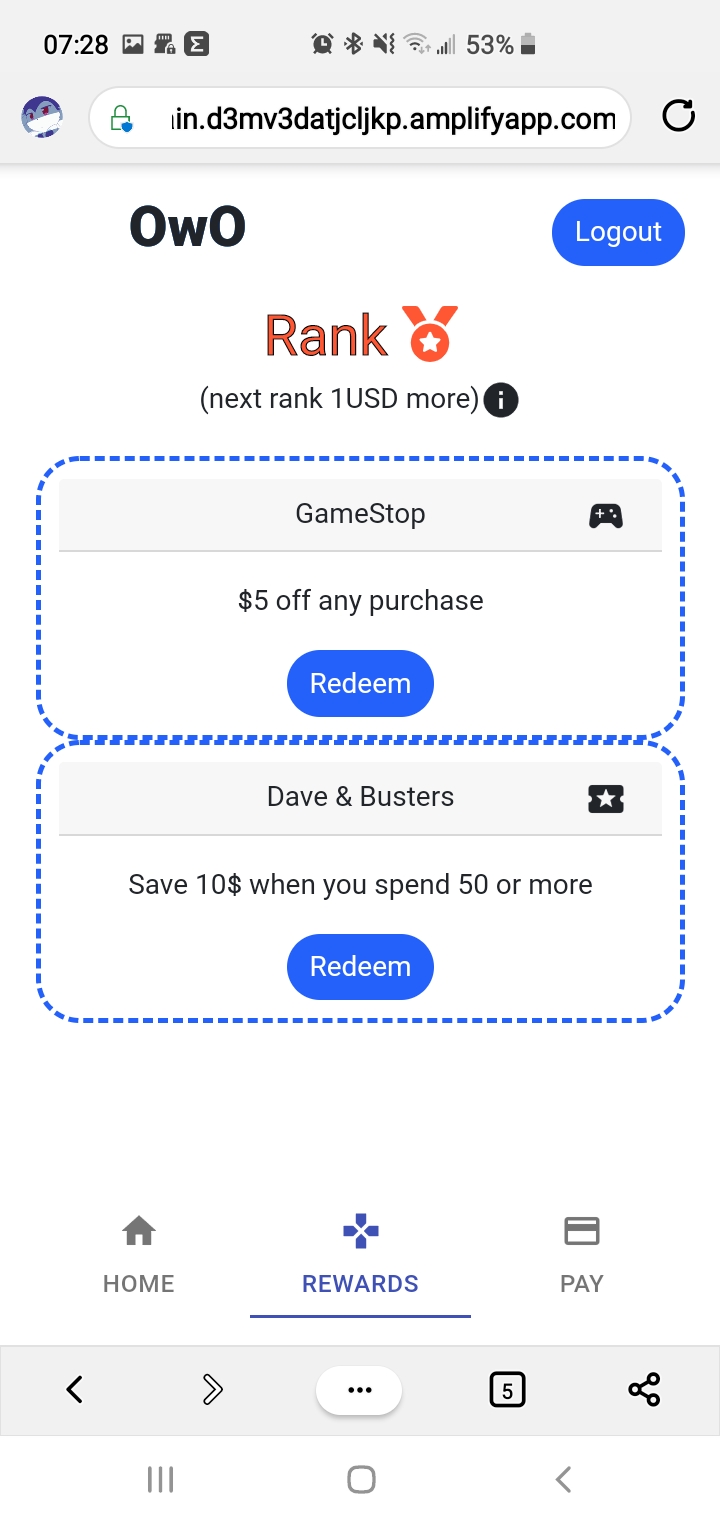 07:28 53%
ain.d3mv3datjcljkp.amplifyapp.com
OwO
Logout
Rank
(next rank 1USD more)
GameStop
$5 off any purchase
Redeem
Dave & Busters
Save 10$ when you spend 50 or more
Redeem
HOME REWARDS PAY
5